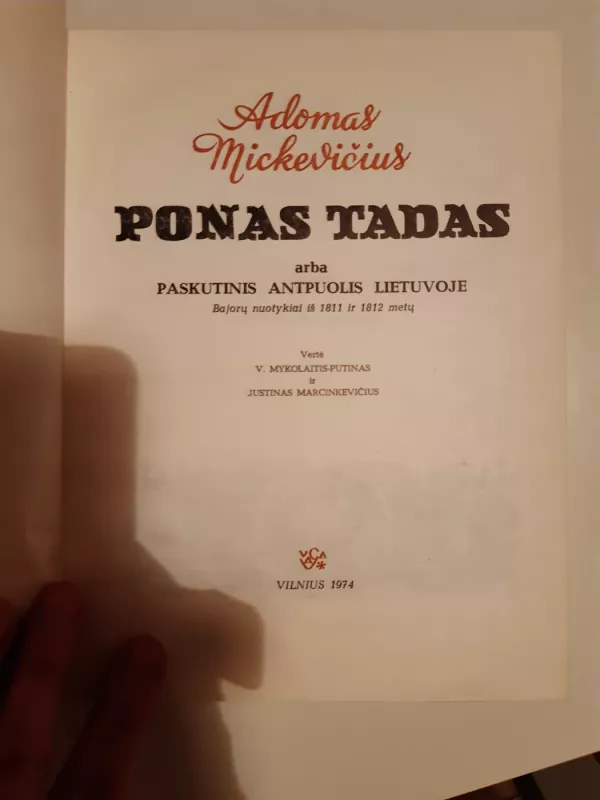 Adomas
Mickevičius
PONAS TADAS
arba
PASKUTINIS ANTPUOLIS LIETUVOJE
Bajorų nuotykiai iš 1811 ir 1812 metų
Vertė
V. MYKOLAITIS-PUTINAS
ir
JUSTINAS MARCINKEVIČIUS
VILNIUS 1974